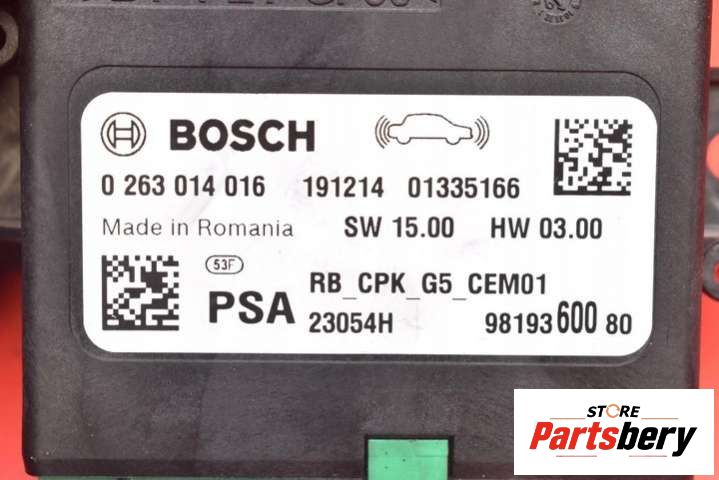 BOSCH
0 263 014 016 191214 01335166
Made in Romania SW 15.00 HW 03.00
53F
PSA RB_CPK_G5_CEM01
23054H 98193600 80
STORE
Partsbery